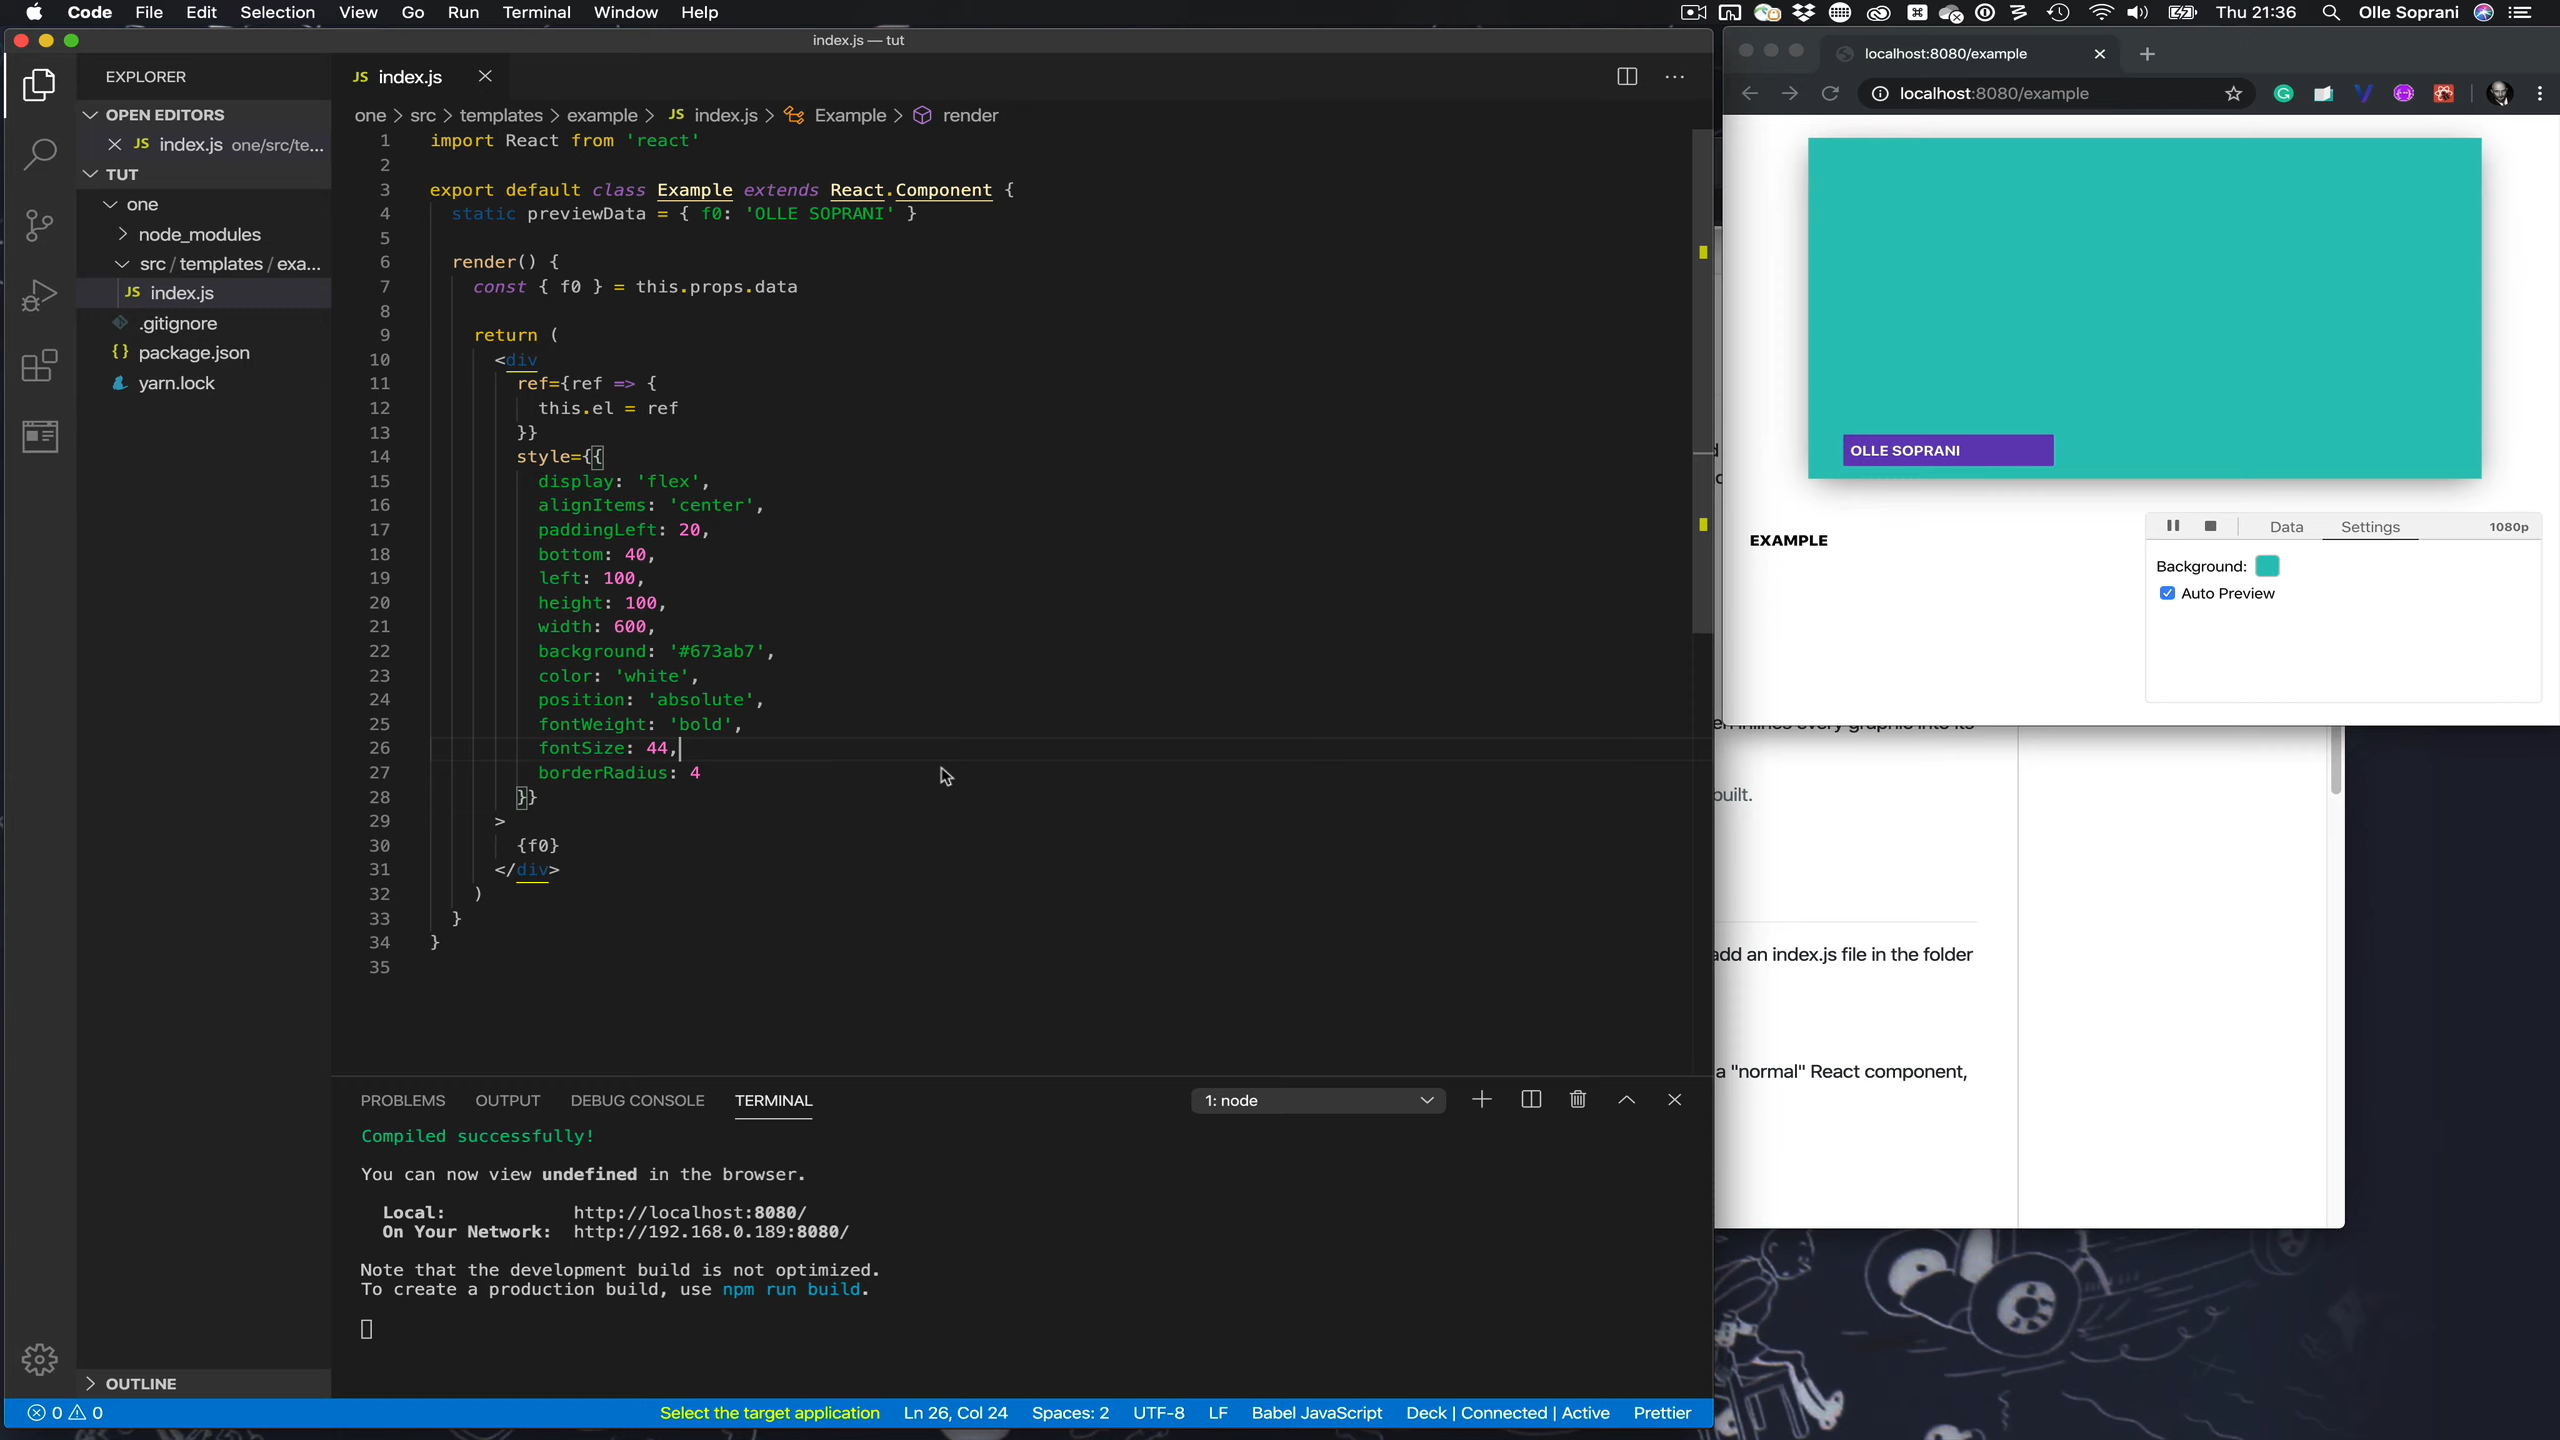 Code File Edit Selection View Go Run Terminal Window Help
Thu 21:36 Olle Soprani
index.js — tut
EXPLORER
OPEN EDITORS
JS index.js one/src/te...
TUT
one
node_modules
src / templates / exa...
JS index.js
.gitignore
{} package.json
yarn.lock
OUTLINE
JS index.js
one > src > templates > example > JS index.js > Example > render
1 import React from 'react'
2
3 export default class Example extends React.Component {
4 static previewData = { f0: 'OLLE SOPRANI' }
5
6 render() {
7 const { f0 } = this.props.data
8
9 return (
10 <div
11 ref={ref => {
12 this.el = ref
13 }}
14 style={{
15 display: 'flex',
16 alignItems: 'center',
17 paddingLeft: 20,
18 bottom: 40,
19 left: 100,
20 height: 100,
21 width: 600,
22 background: '#673ab7',
23 color: 'white',
24 position: 'absolute',
25 fontWeight: 'bold',
26 fontSize: 44,
27 borderRadius: 4
28 }}
29 >
30 {f0}
31 </div>
32 )
33 }
34 }
35
PROBLEMS OUTPUT DEBUG CONSOLE TERMINAL 1: node
Compiled successfully!
You can now view undefined in the browser.
Local: http://localhost:8080/
On Your Network: http://192.168.0.189:8080/
Note that the development build is not optimized.
To create a production build, use npm run build.
0 0 Select the target application Ln 26, Col 24 Spaces: 2 UTF-8 LF Babel JavaScript Deck | Connected | Active Prettier
localhost:8080/example
localhost:8080/example
OLLE SOPRANI
EXAMPLE
Data Settings 1080p
Background:
Auto Preview
built.
add an index.js file in the folder
a "normal" React component,